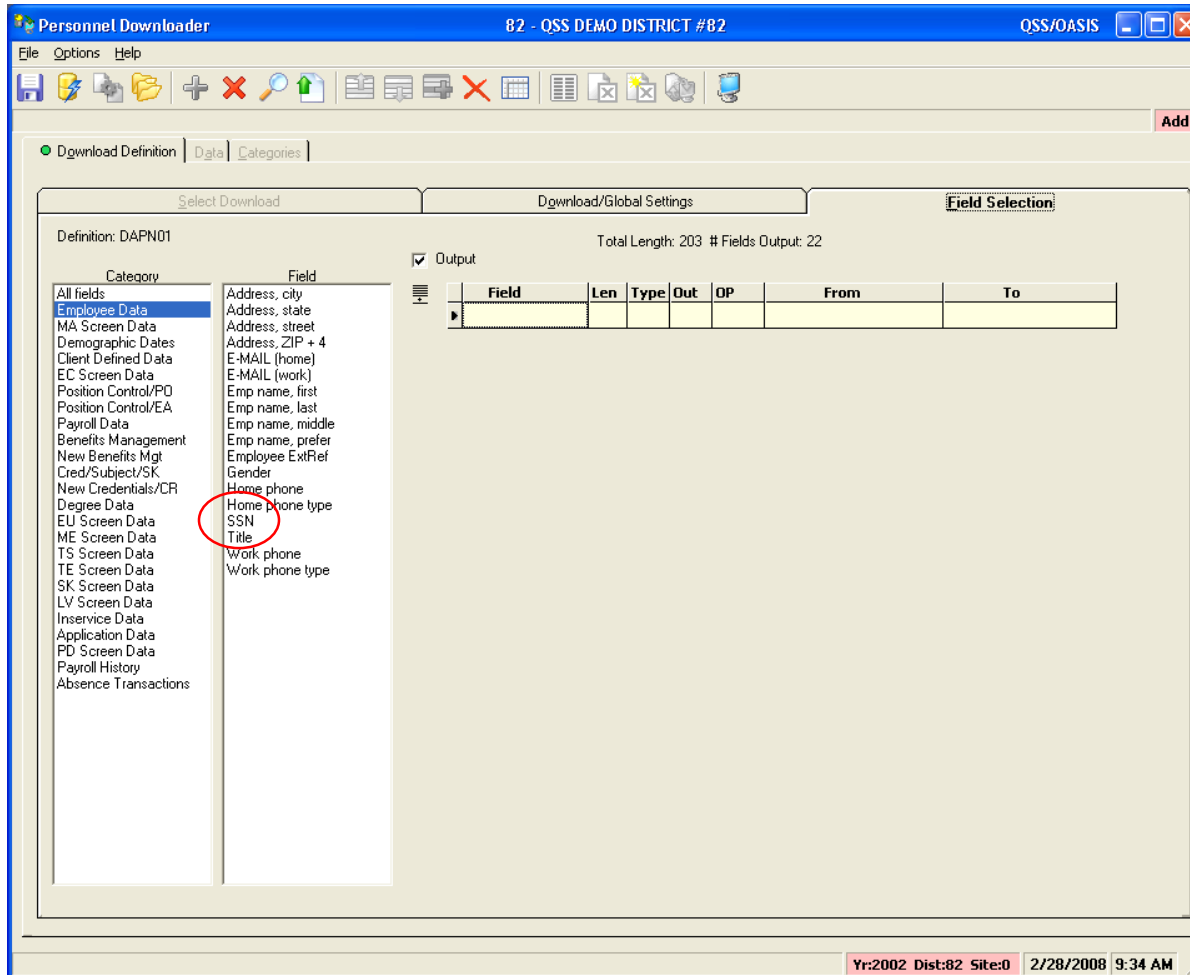 Personnel Downloader 82 - QSS DEMO DISTRICT #82 QSS/OASIS
File Options Help
Add
Download Definition Data Categories
Select Download Download/Global Settings Field Selection
Definition: DAPN01
Total Length: 203 # Fields Output: 22
Output
Category
All fields
Employee Data
MA Screen Data
Demographic Dates
Client Defined Data
EC Screen Data
Position Control/PO
Position Control/EA
Payroll Data
Benefits Management
New Benefits Mgt
Cred/Subject/SK
New Credentials/CR
Degree Data
EU Screen Data
ME Screen Data
TS Screen Data
TE Screen Data
SK Screen Data
LV Screen Data
Inservice Data
Application Data
PD Screen Data
Payroll History
Absence Transactions
Field
Address, city
Address, state
Address, street
Address, ZIP + 4
E-MAIL (home)
E-MAIL (work)
Emp name, first
Emp name, last
Emp name, middle
Emp name, prefer
Employee ExtRef
Gender
Home phone
Home phone type
SSN
Title
Work phone
Work phone type
Field Len Type Out OP From To
Yr:2002 Dist:82 Site:0 2/28/2008 9:34 AM